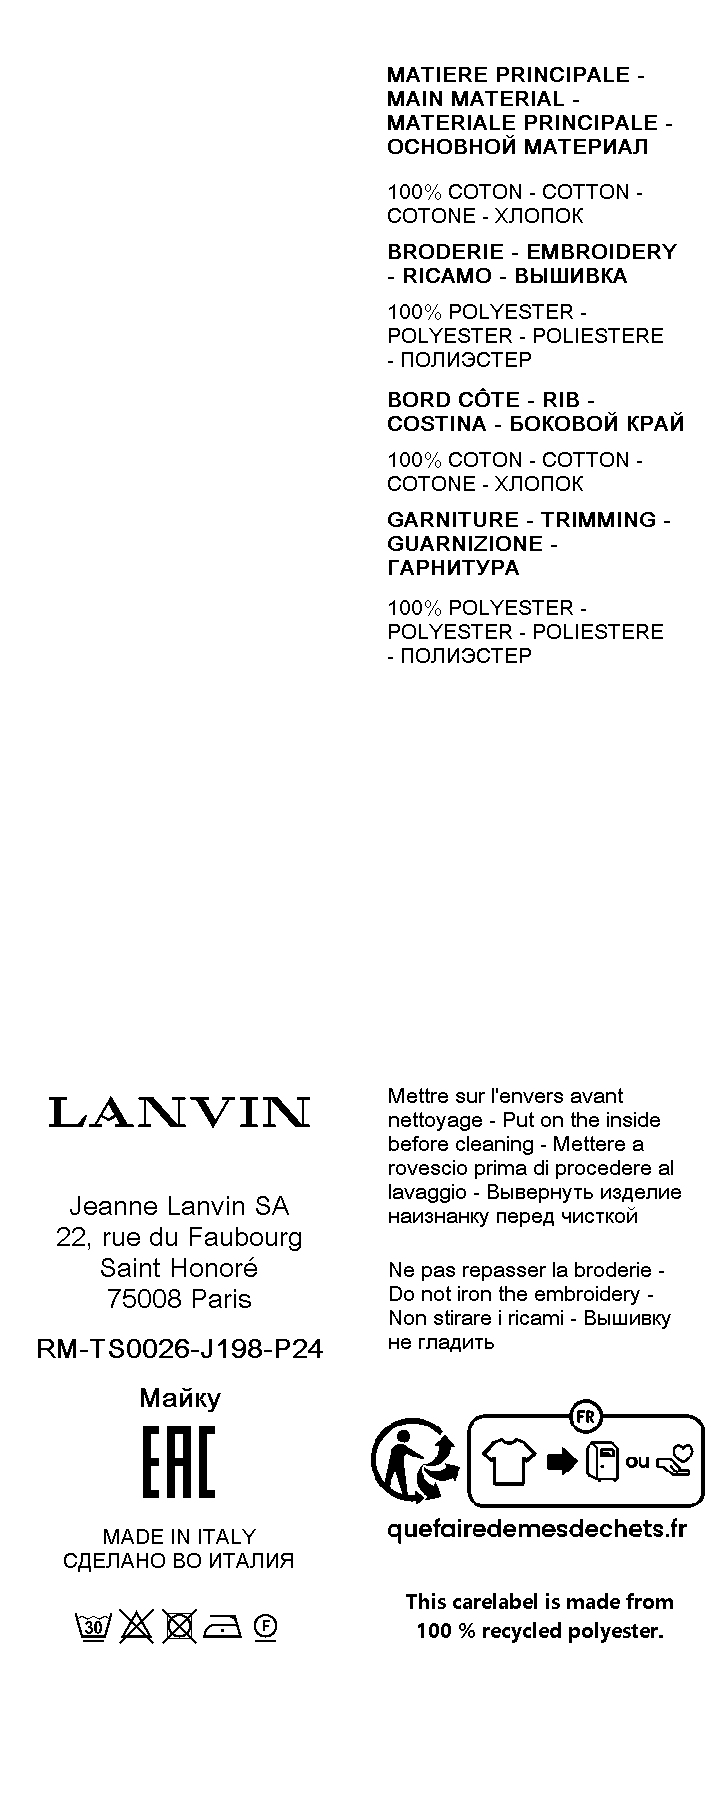 MATIERE PRINCIPALE -
MAIN MATERIAL -
MATERIALE PRINCIPALE -
ОСНОВНОЙ МАТЕРИАЛ
100% COTON - COTTON -
COTONE - ХЛОПОК
BRODERIE - EMBROIDERY
- RICAMO - ВЫШИВКА
100% POLYESTER -
POLYESTER - POLIESTERE
- ПОЛИЭСТЕР
BORD CÔTE - RIB -
COSTINA - БОКОВОЙ КРАЙ
100% COTON - COTTON -
COTONE - ХЛОПОК
GARNITURE - TRIMMING -
GUARNIZIONE -
ГАРНИТУРА
100% POLYESTER -
POLYESTER - POLIESTERE
- ПОЛИЭСТЕР
LANVIN
Jeanne Lanvin SA
22, rue du Faubourg
Saint Honoré
75008 Paris
RM-TS0026-J198-P24
Майку
EAC
MADE IN ITALY
СДЕЛАНО ВО ИТАЛИЯ
30
F
Mettre sur l'envers avant
nettoyage - Put on the inside
before cleaning - Mettere a
rovescio prima di procedere al
lavaggio - Вывернуть изделие
наизнанку перед чисткой
Ne pas repasser la broderie -
Do not iron the embroidery -
Non stirare i ricami - Вышивку
не гладить
FR
ou
quefairedemesdechets.fr
This carelabel is made from
100 % recycled polyester.